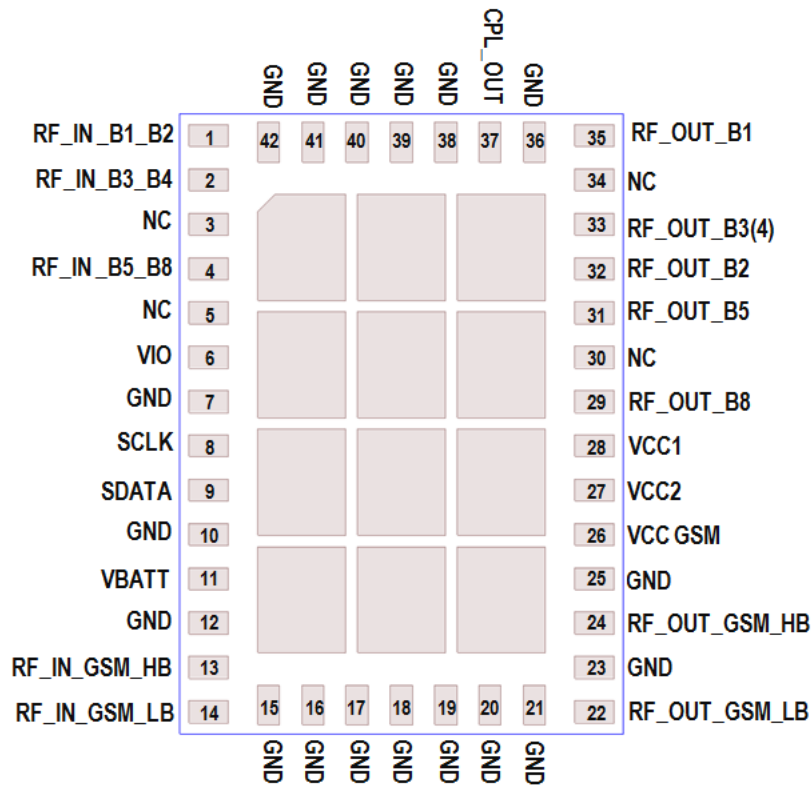 GND GND GND GND GND CPL_OUT GND
42 41 40 39 38 37 36
RF_IN_B1_B2 1 35 RF_OUT_B1
RF_IN_B3_B4 2 34 NC
NC 3 33 RF_OUT_B3(4)
RF_IN_B5_B8 4 32 RF_OUT_B2
NC 5 31 RF_OUT_B5
VIO 6 30 NC
GND 7 29 RF_OUT_B8
SCLK 8 28 VCC1
SDATA 9 27 VCC2
GND 10 26 VCC GSM
VBATT 11 25 GND
GND 12 24 RF_OUT_GSM_HB
RF_IN_GSM_HB 13 23 GND
RF_IN_GSM_LB 14 22 RF_OUT_GSM_LB
15 16 17 18 19 20 21
GND GND GND GND GND GND GND